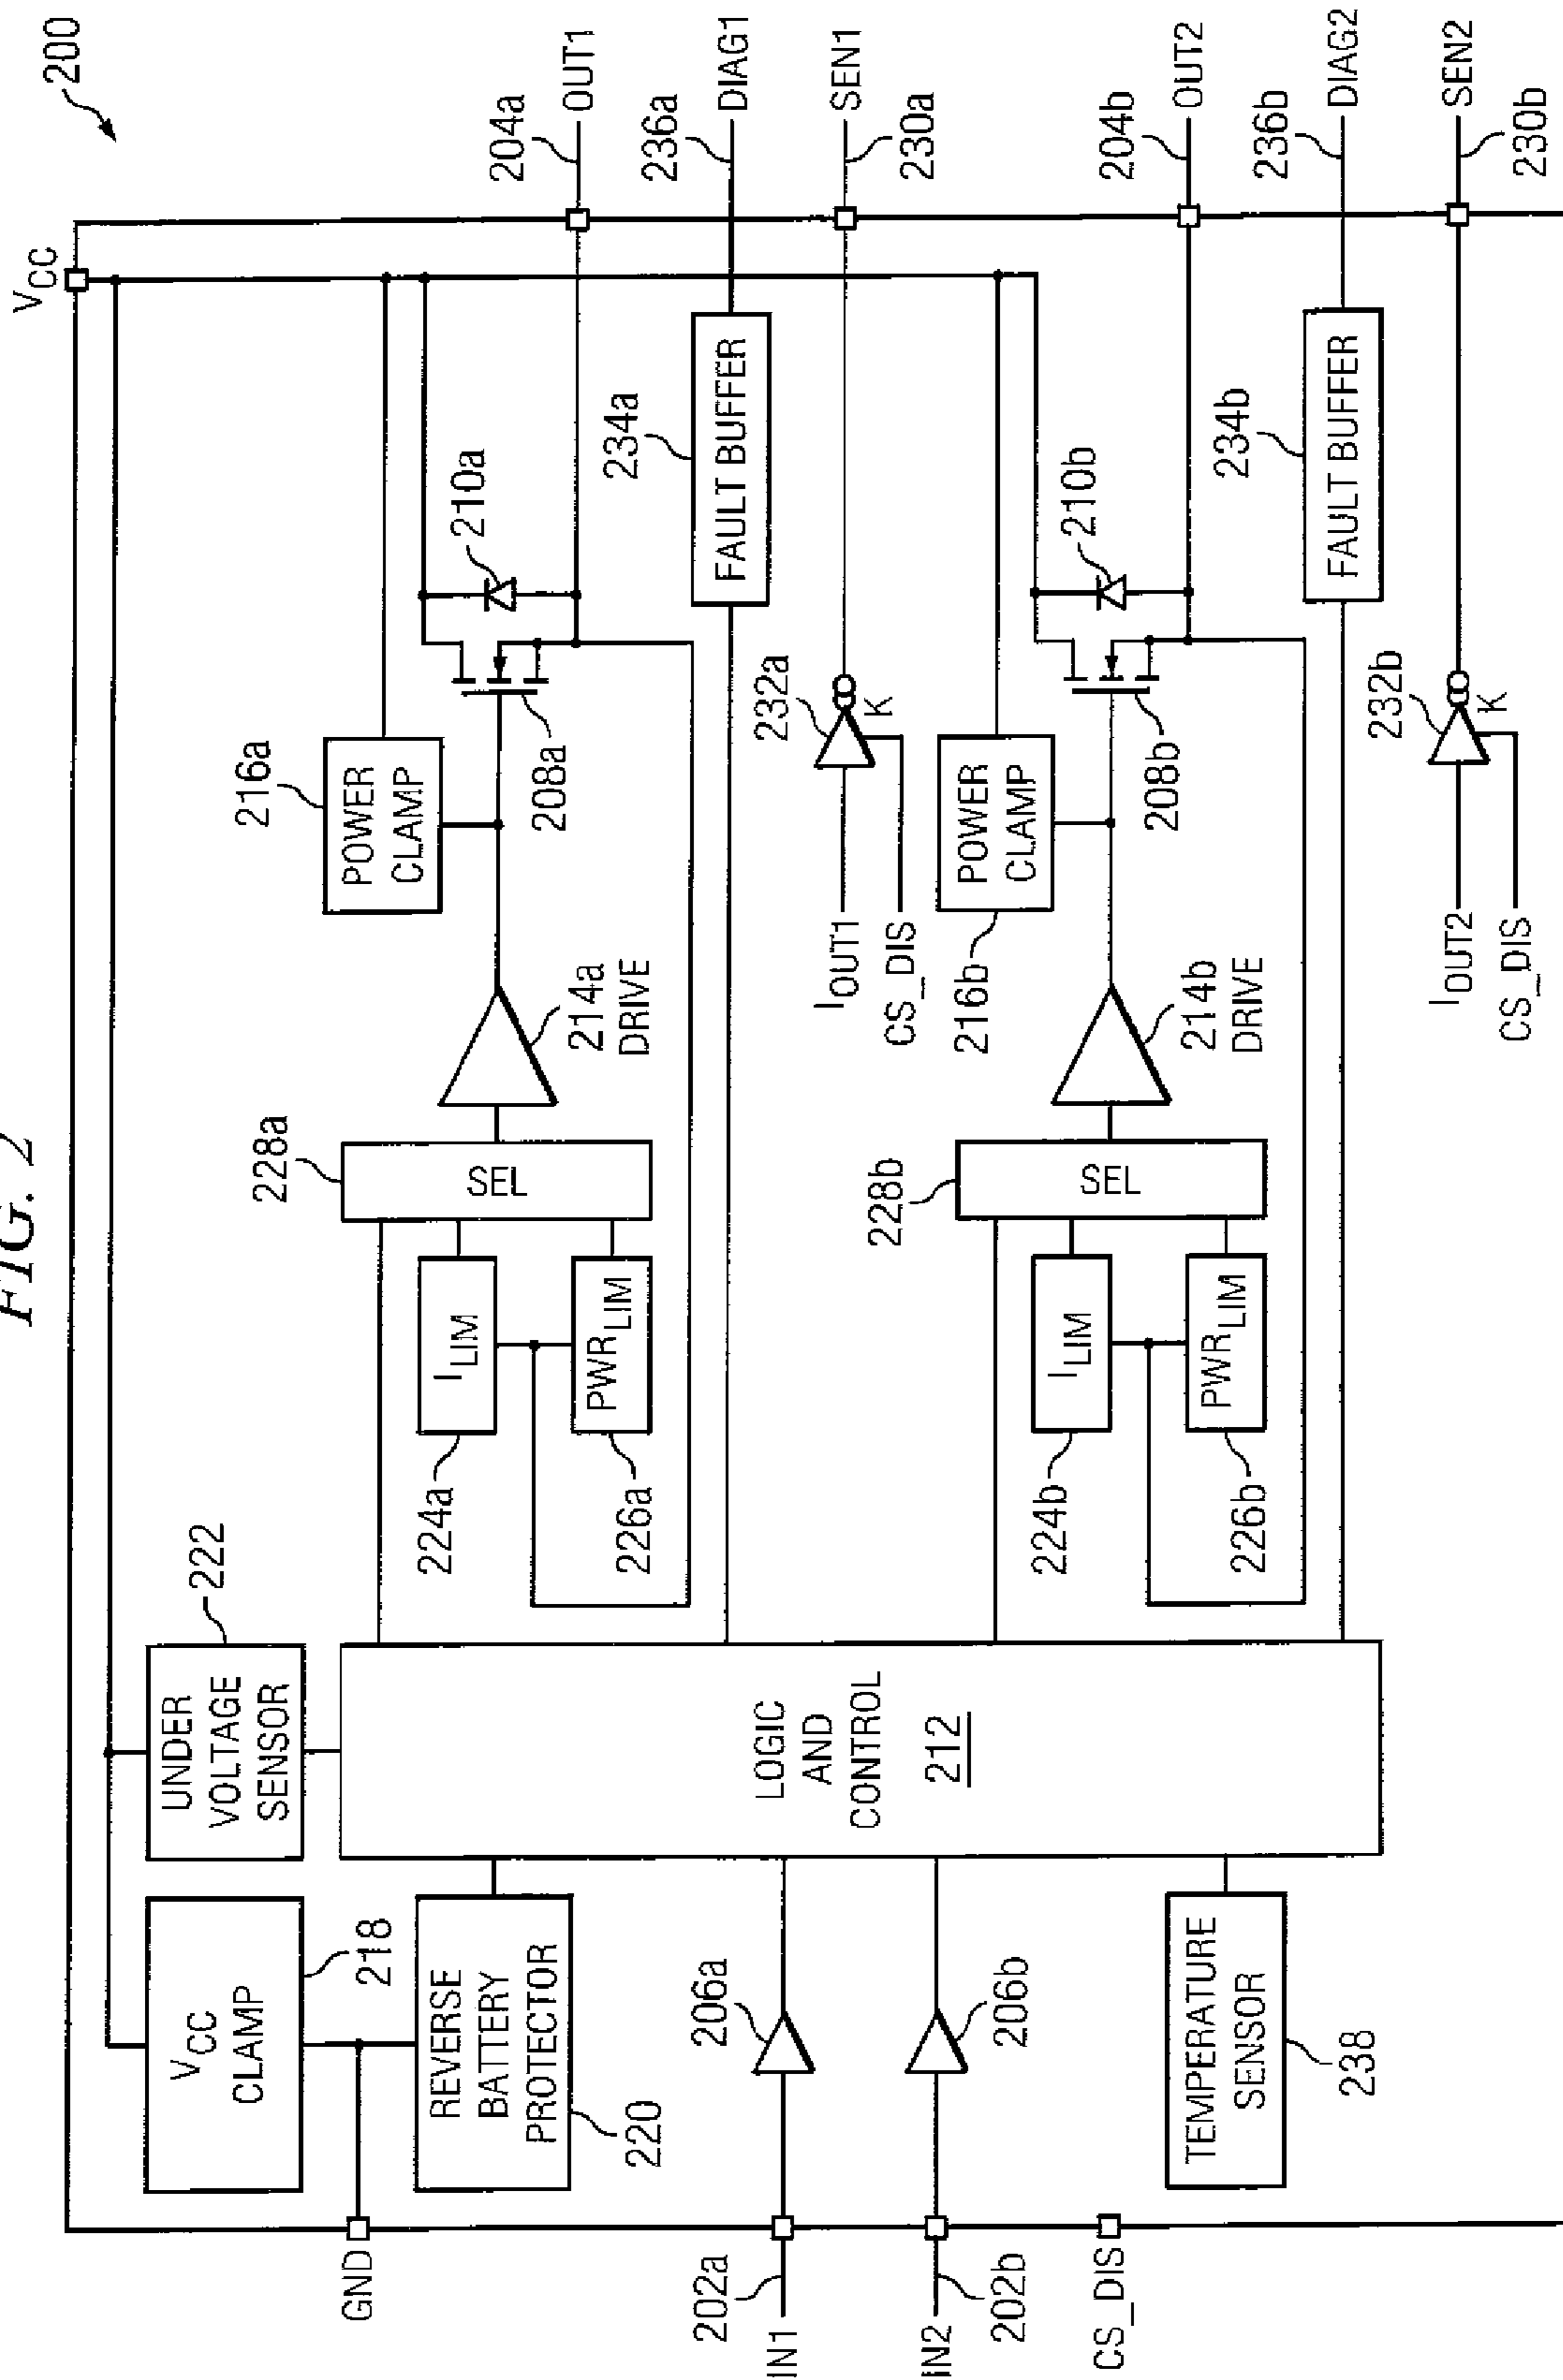 FIG. 2
200
VCC
GND
VCC
CLAMP
218
UNDER
VOLTAGE
SENSOR
222
REVERSE
BATTERY
PROTECTOR
220
IN1
202a
206a
IN2
202b
206b
CS_DIS
TEMPERATURE
SENSOR
238
LOGIC
AND
CONTROL
212
ILIM
224a
PWRLIM
226a
SEL
228a
214a
DRIVE
POWER
CLAMP
216a
208a
210a
204a
OUT1
FAULT BUFFER
234a
236a
DIAG1
IOUT1
CS_DIS
232a
K
230a
SEN1
ILIM
224b
PWRLIM
226b
SEL
228b
214b
DRIVE
POWER
CLAMP
216b
208b
210b
204b
OUT2
FAULT BUFFER
234b
236b
DIAG2
IOUT2
CS_DIS
232b
K
230b
SEN2